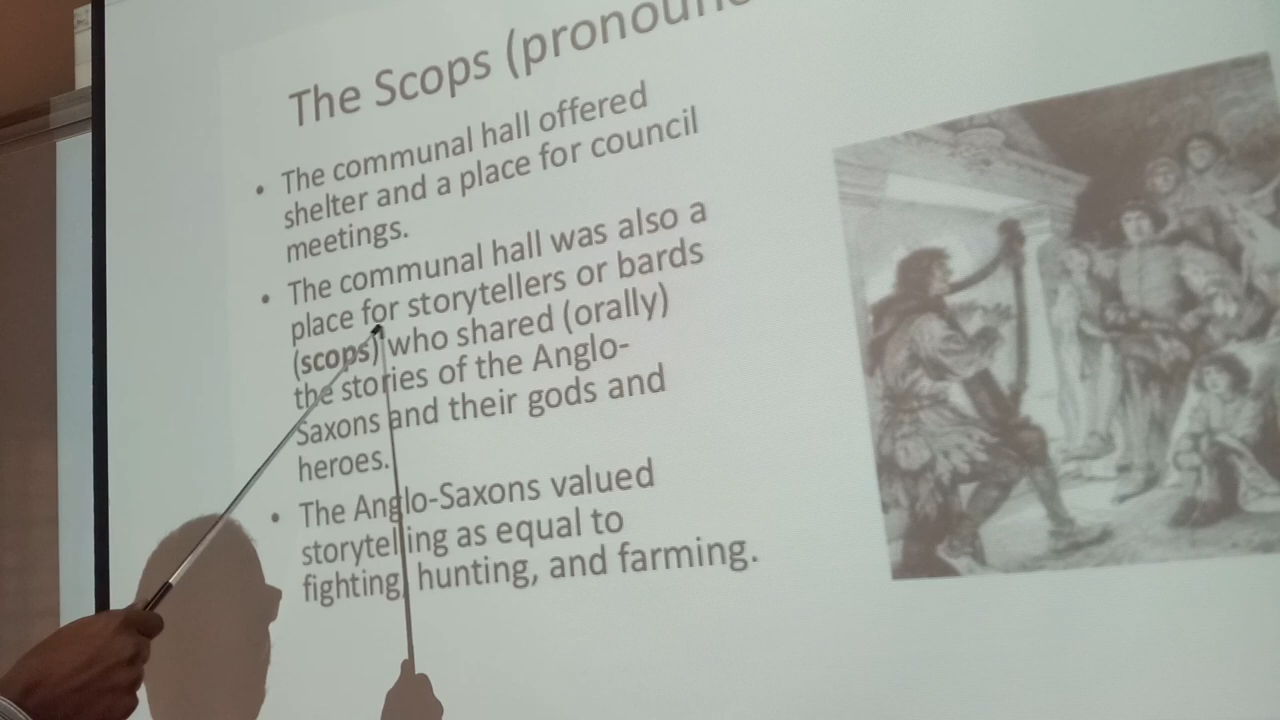 The Scops (pronoun
• The communal hall offered
shelter and a place for council
meetings.
• The communal hall was also a
place for storytellers or bards
(scops) who shared (orally)
the stories of the Anglo-
Saxons and their gods and
heroes.
• The Anglo-Saxons valued
storytelling as equal to
fighting, hunting, and farming.